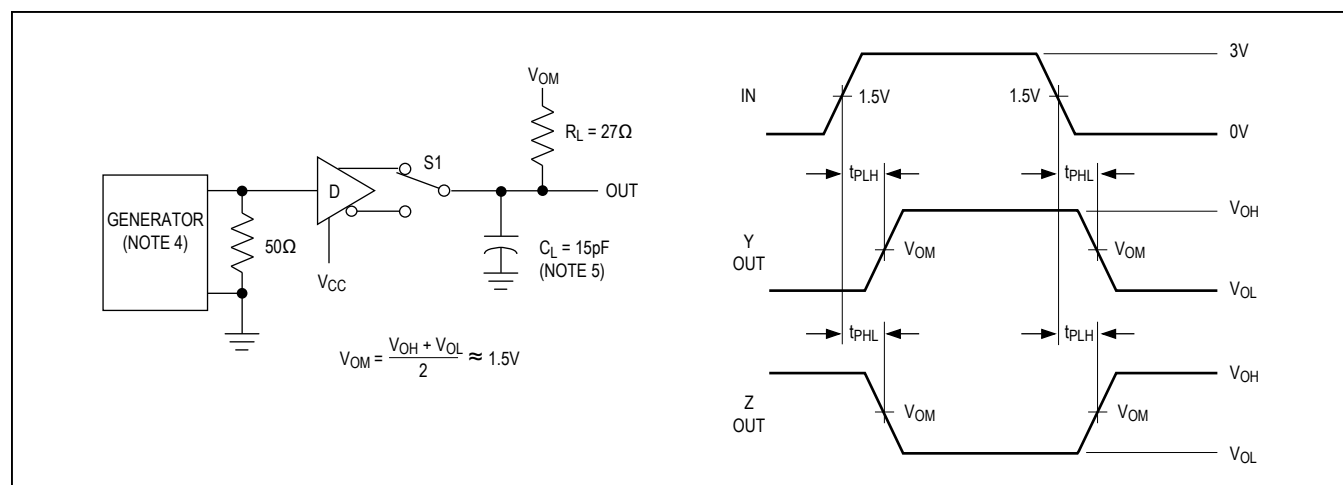 GENERATOR
(NOTE 4)
50Ω
D
VCC
S1
VOM
RL = 27Ω
OUT
CL = 15pF
(NOTE 5)
VOM = VOH + VOL / 2 ≈ 1.5V
IN
1.5V
1.5V
3V
0V
tPLH
tPHL
Y
OUT
VOM
VOM
VOH
VOL
tPHL
tPLH
Z
OUT
VOM
VOM
VOH
VOL